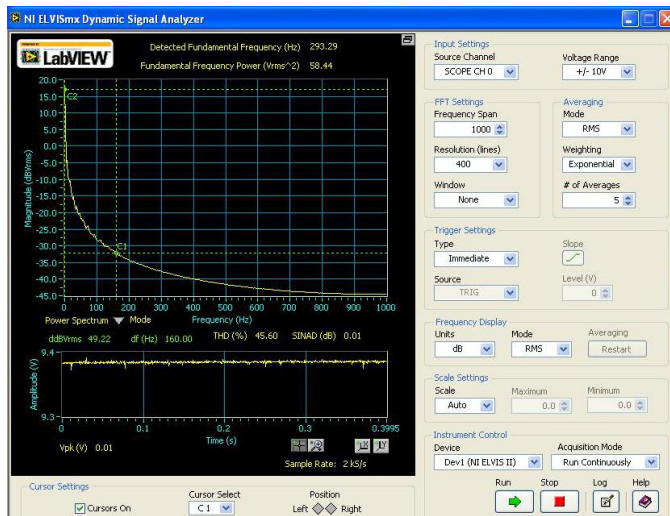 NI ELVISmx Dynamic Signal Analyzer
LabVIEW
Detected Fundamental Frequency (Hz) 293.29
Fundamental Frequency Power (Vrms^2) 58.44
20.0
15.0
10.0
5.0
0.0
-5.0
-10.0
-15.0
-20.0
-25.0
-30.0
-35.0
-40.0
-45.0
Magnitude (dBVrms)
C2
C1
0 100 200 300 400 500 600 700 800 900 1000
Power Spectrum Mode Frequency (Hz)
ddBVrms 49.22 df (Hz) 160.00 THD (%) 45.60 SINAD (dB) 0.01
9.4
9.3
Amplitude (V)
0 0.1 0.2 0.3 0.3995
Time (s)
Vpk (V) 0.01
Sample Rate: 2 kS/s
Cursor Settings
Cursors On
Cursor Select
C 1
Position
Left Right
Input Settings
Source Channel
SCOPE CH 0
Voltage Range
+/- 10V
FFT Settings
Frequency Span
1000
Resolution (lines)
400
Window
None
Averaging
Mode
RMS
Weighting
Exponential
# of Averages
5
Trigger Settings
Type
Immediate
Slope
Source
TRIG
Level (V)
0
Frequency Display
Units
dB
Mode
RMS
Averaging
Restart
Scale Settings
Scale
Auto
Maximum
0.0
Minimum
0.0
Instrument Control
Device
Dev1 (NI ELVIS II)
Acquisition Mode
Run Continuously
Run Stop Log Help